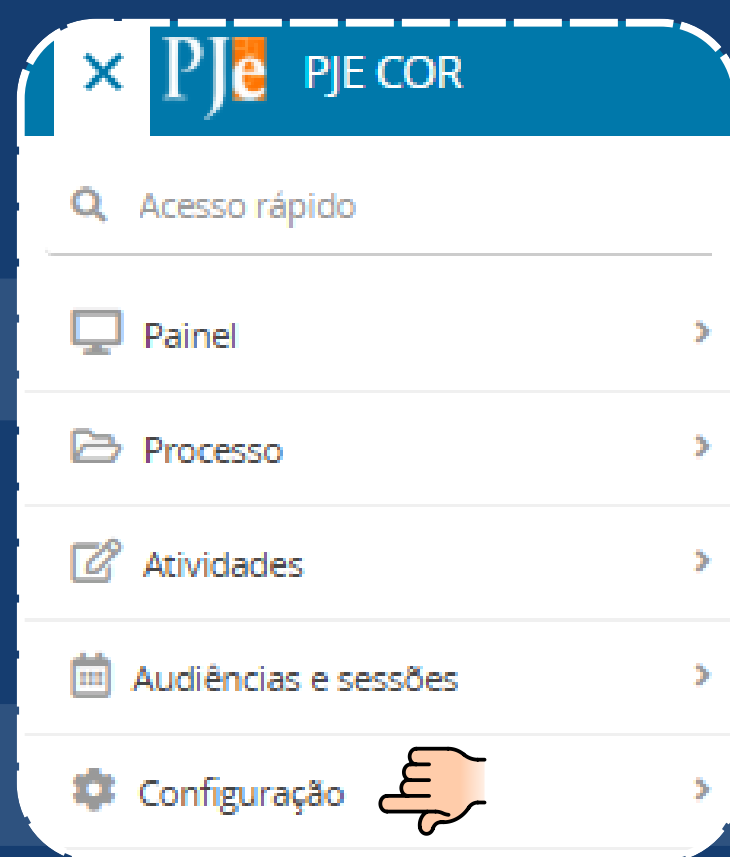 PJe PJE COR
Acesso rápido
Painel
Processo
Atividades
Audiências e sessões
Configuração